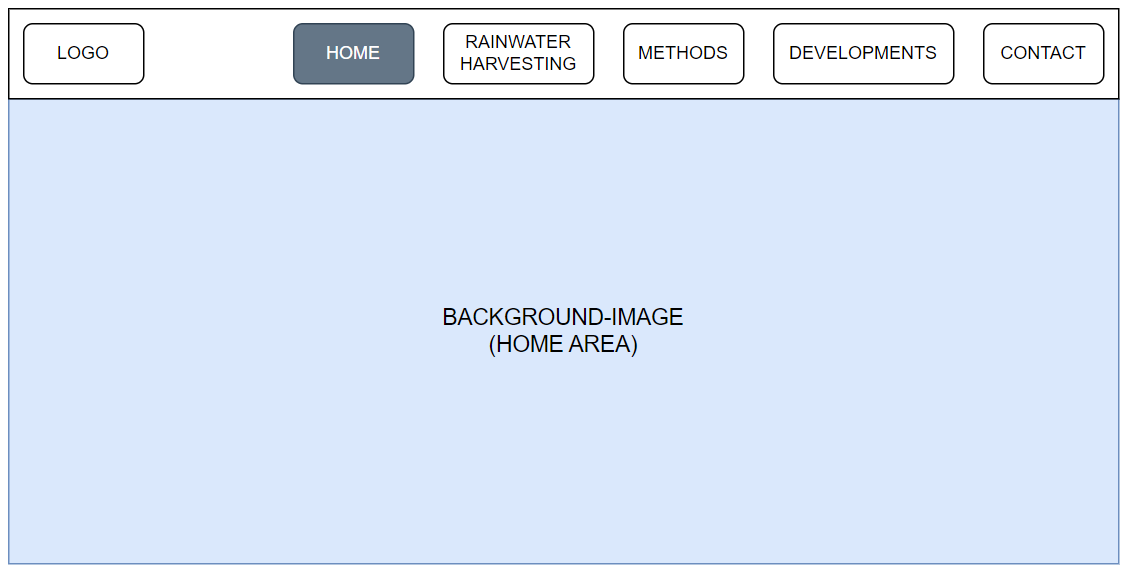 LOGO
HOME
RAINWATER
HARVESTING
METHODS
DEVELOPMENTS
CONTACT
BACKGROUND-IMAGE
(HOME AREA)